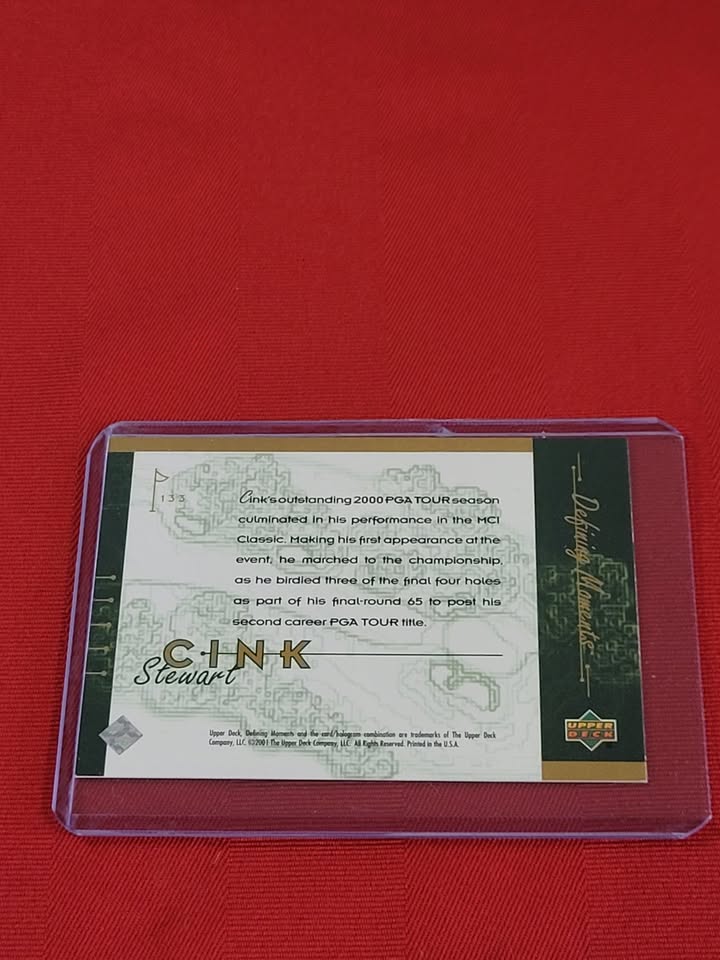 133
Cink's outstanding 2000 PGA TOUR season
culminated in his performance in the MCI
Classic. Making his first appearance at the
event, he marched to the championship,
as he birdied three of the final four holes
as part of his final-round 65 to post his
second career PGA TOUR title.
CINK
Stewart
Upper Deck, Defining Moments and the card/hologram combination are trademarks of The Upper Deck
Company, LLC. ©2001 The Upper Deck Company, LLC. All Rights Reserved. Printed in the U.S.A.
Defining Moments
UPPER
DECK